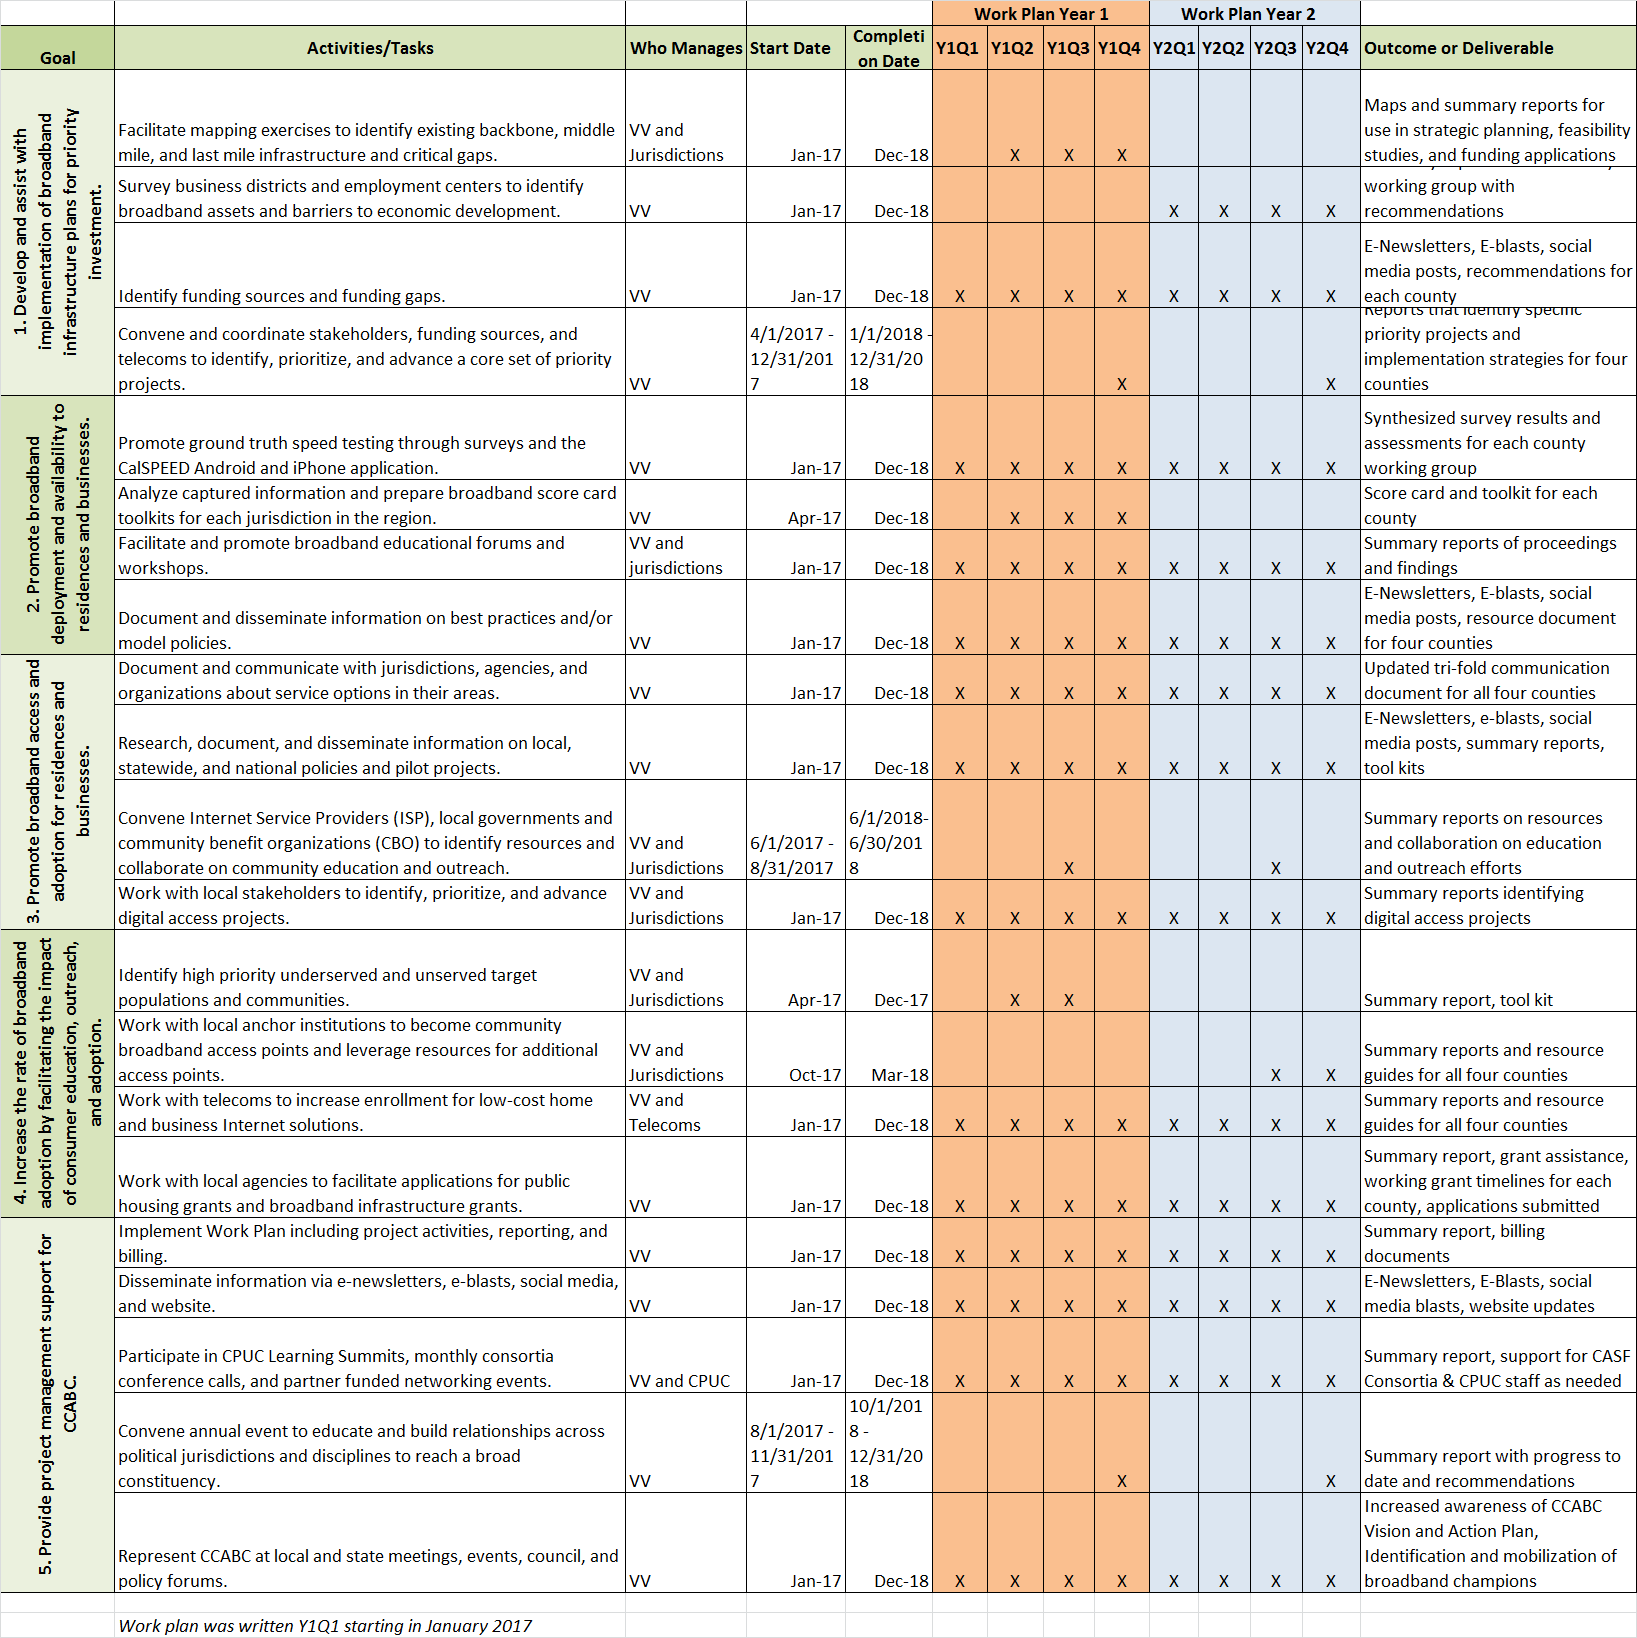 Work Plan Year 1 Work Plan Year 2
Goal Activities/Tasks Who Manages Start Date Completi
on Date Y1Q1 Y1Q2 Y1Q3 Y1Q4 Y2Q1 Y2Q2 Y2Q3 Y2Q4 Outcome or Deliverable
1. Develop and assist with
implementation of broadband
infrastructure plans for priority
investment.
Facilitate mapping exercises to identify existing backbone, middle
mile, and last mile infrastructure and critical gaps.
VV and
Jurisdictions
Jan-17 Dec-18 X X X
Maps and summary reports for
use in strategic planning, feasibility
studies, and funding applications
Survey business districts and employment centers to identify
broadband assets and barriers to economic development.
VV Jan-17 Dec-18 X X X X
working group with
recommendations
Identify funding sources and funding gaps.
VV Jan-17 Dec-18 X X X X X X X X
E-Newsletters, E-blasts, social
media posts, recommendations for
each county
Convene and coordinate stakeholders, funding sources, and
telecoms to identify, prioritize, and advance a core set of priority
projects.
VV
4/1/2017 -
12/31/201
7
1/1/2018 -
12/31/20
18
X X
Reports that identify specific
priority projects and
implementation strategies for four
counties
2. Promote broadband
deployment and availability to
residences and businesses.
Promote ground truth speed testing through surveys and the
CalSPEED Android and iPhone application.
VV Jan-17 Dec-18 X X X X X X X X
Synthesized survey results and
assessments for each county
working group
Analyze captured information and prepare broadband score card
toolkits for each jurisdiction in the region.
VV Apr-17 Dec-18 X X X
Score card and toolkit for each
county
Facilitate and promote broadband educational forums and
workshops.
VV and
jurisdictions
Jan-17 Dec-18 X X X X X X X X
Summary reports of proceedings
and findings
Document and disseminate information on best practices and/or
model policies.
VV Jan-17 Dec-18 X X X X X X X X
E-Newsletters, E-blasts, social
media posts, resource document
for four counties
3. Promote broadband access and
adoption for residences and
businesses.
Document and communicate with jurisdictions, agencies, and
organizations about service options in their areas.
VV Jan-17 Dec-18 X X X X X X X X
Updated tri-fold communication
document for all four counties
Research, document, and disseminate information on local,
statewide, and national policies and pilot projects.
VV Jan-17 Dec-18 X X X X X X X X
E-Newsletters, e-blasts, social
media posts, summary reports,
tool kits
Convene Internet Service Providers (ISP), local governments and
community benefit organizations (CBO) to identify resources and
collaborate on community education and outreach.
VV and
Jurisdictions
6/1/2017 -
8/31/2017
6/1/2018-
6/30/201
8
X X
Summary reports on resources
and collaboration on education
and outreach efforts
Work with local stakeholders to identify, prioritize, and advance
digital access projects.
VV and
Jurisdictions
Jan-17 Dec-18 X X X X X X X X
Summary reports identifying
digital access projects
4. Increase the rate of broadband
adoption by facilitating the impact
of consumer education, outreach,
and adoption.
Identify high priority underserved and unserved target
populations and communities.
VV and
Jurisdictions
Apr-17 Dec-17 X X
Summary report, tool kit
Work with local anchor institutions to become community
broadband access points and leverage resources for additional
access points.
VV and
Jurisdictions
Oct-17 Mar-18 X X
Summary reports and resource
guides for all four counties
Work with telecoms to increase enrollment for low-cost home
and business Internet solutions.
VV and
Telecoms
Jan-17 Dec-18 X X X X X X X X
Summary reports and resource
guides for all four counties
Work with local agencies to facilitate applications for public
housing grants and broadband infrastructure grants.
VV Jan-17 Dec-18 X X X X X X X X
Summary report, grant assistance,
working grant timelines for each
county, applications submitted
5. Provide project management support for
CCABC.
Implement Work Plan including project activities, reporting, and
billing.
VV Jan-17 Dec-18 X X X X X X X X
Summary report, billing
documents
Disseminate information via e-newsletters, e-blasts, social media,
and website.
VV Jan-17 Dec-18 X X X X X X X X
E-Newsletters, E-Blasts, social
media blasts, website updates
Participate in CPUC Learning Summits, monthly consortia
conference calls, and partner funded networking events.
VV and CPUC Jan-17 Dec-18 X X X X X X X X
Summary report, support for CASF
Consortia & CPUC staff as needed
Convene annual event to educate and build relationships across
political jurisdictions and disciplines to reach a broad
constituency.
VV
8/1/2017 -
11/31/201
7
10/1/201
8 -
12/31/20
18
X X
Summary report with progress to
date and recommendations
Represent CCABC at local and state meetings, events, council, and
policy forums.
VV Jan-17 Dec-18 X X X X X X X X
Increased awareness of CCABC
Vision and Action Plan,
Identification and mobilization of
broadband champions
Work plan was written Y1Q1 starting in January 2017